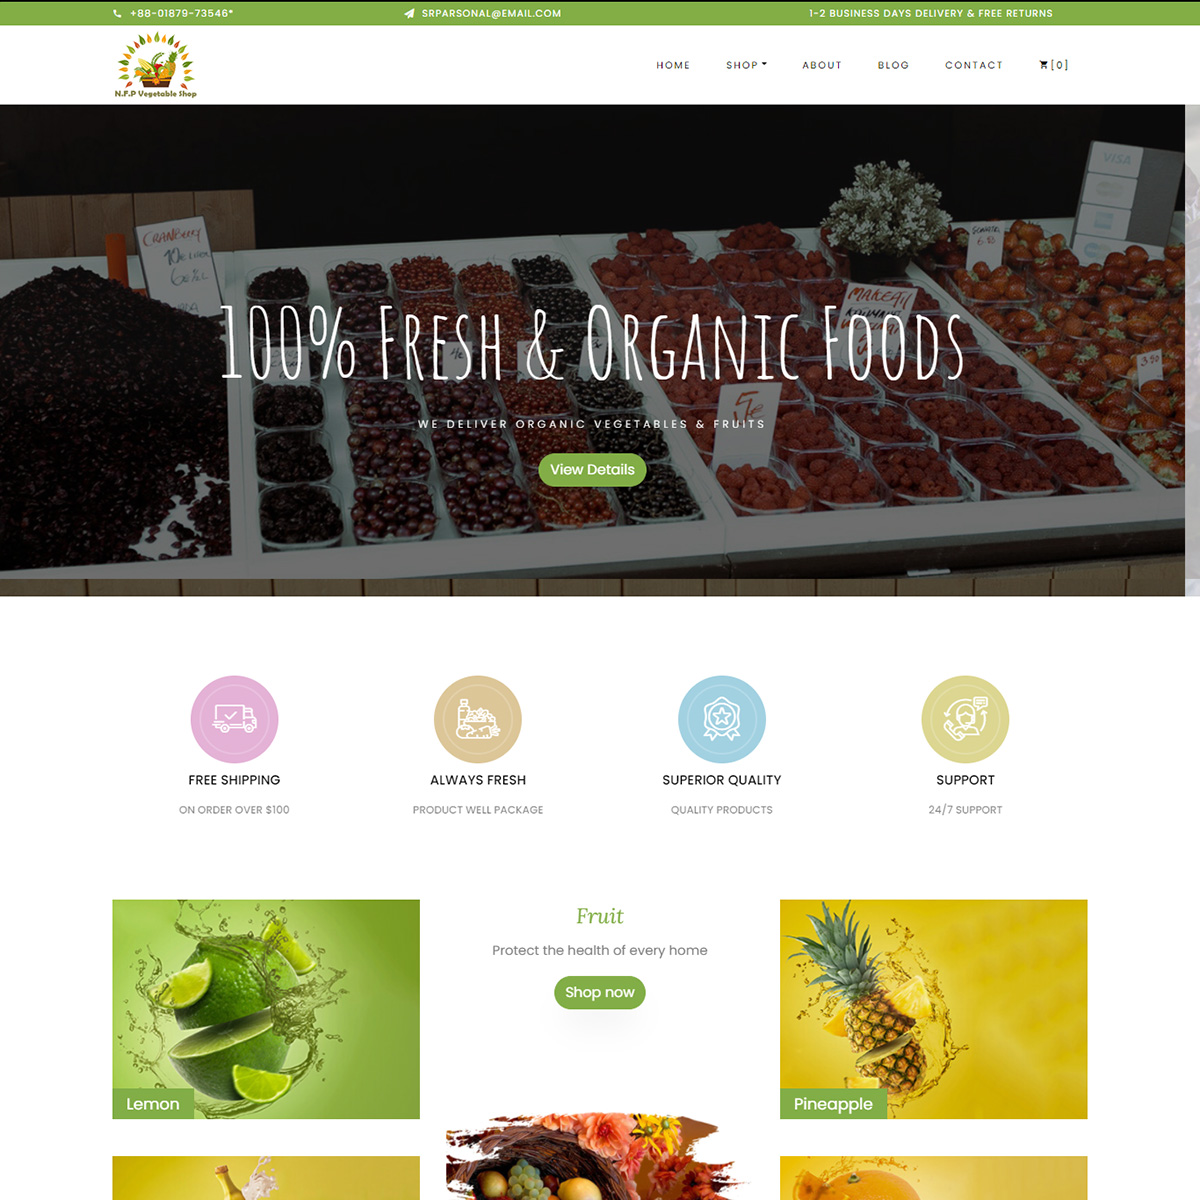 +88-01879-73546*
SRPARSONAL@EMAIL.COM
1-2 BUSINESS DAYS DELIVERY & FREE RETURNS
N.F.P Vegetable Shop
HOME
SHOP
ABOUT
BLOG
CONTACT
[0]
VISA
CRANBERRY
100% Fresh & Organic Foods
WE DELIVER ORGANIC VEGETABLES & FRUITS
View Details
FREE SHIPPING
ON ORDER OVER $100
ALWAYS FRESH
PRODUCT WELL PACKAGE
SUPERIOR QUALITY
QUALITY PRODUCTS
SUPPORT
24/7 SUPPORT
Fruit
Protect the health of every home
Shop now
Lemon
Pineapple